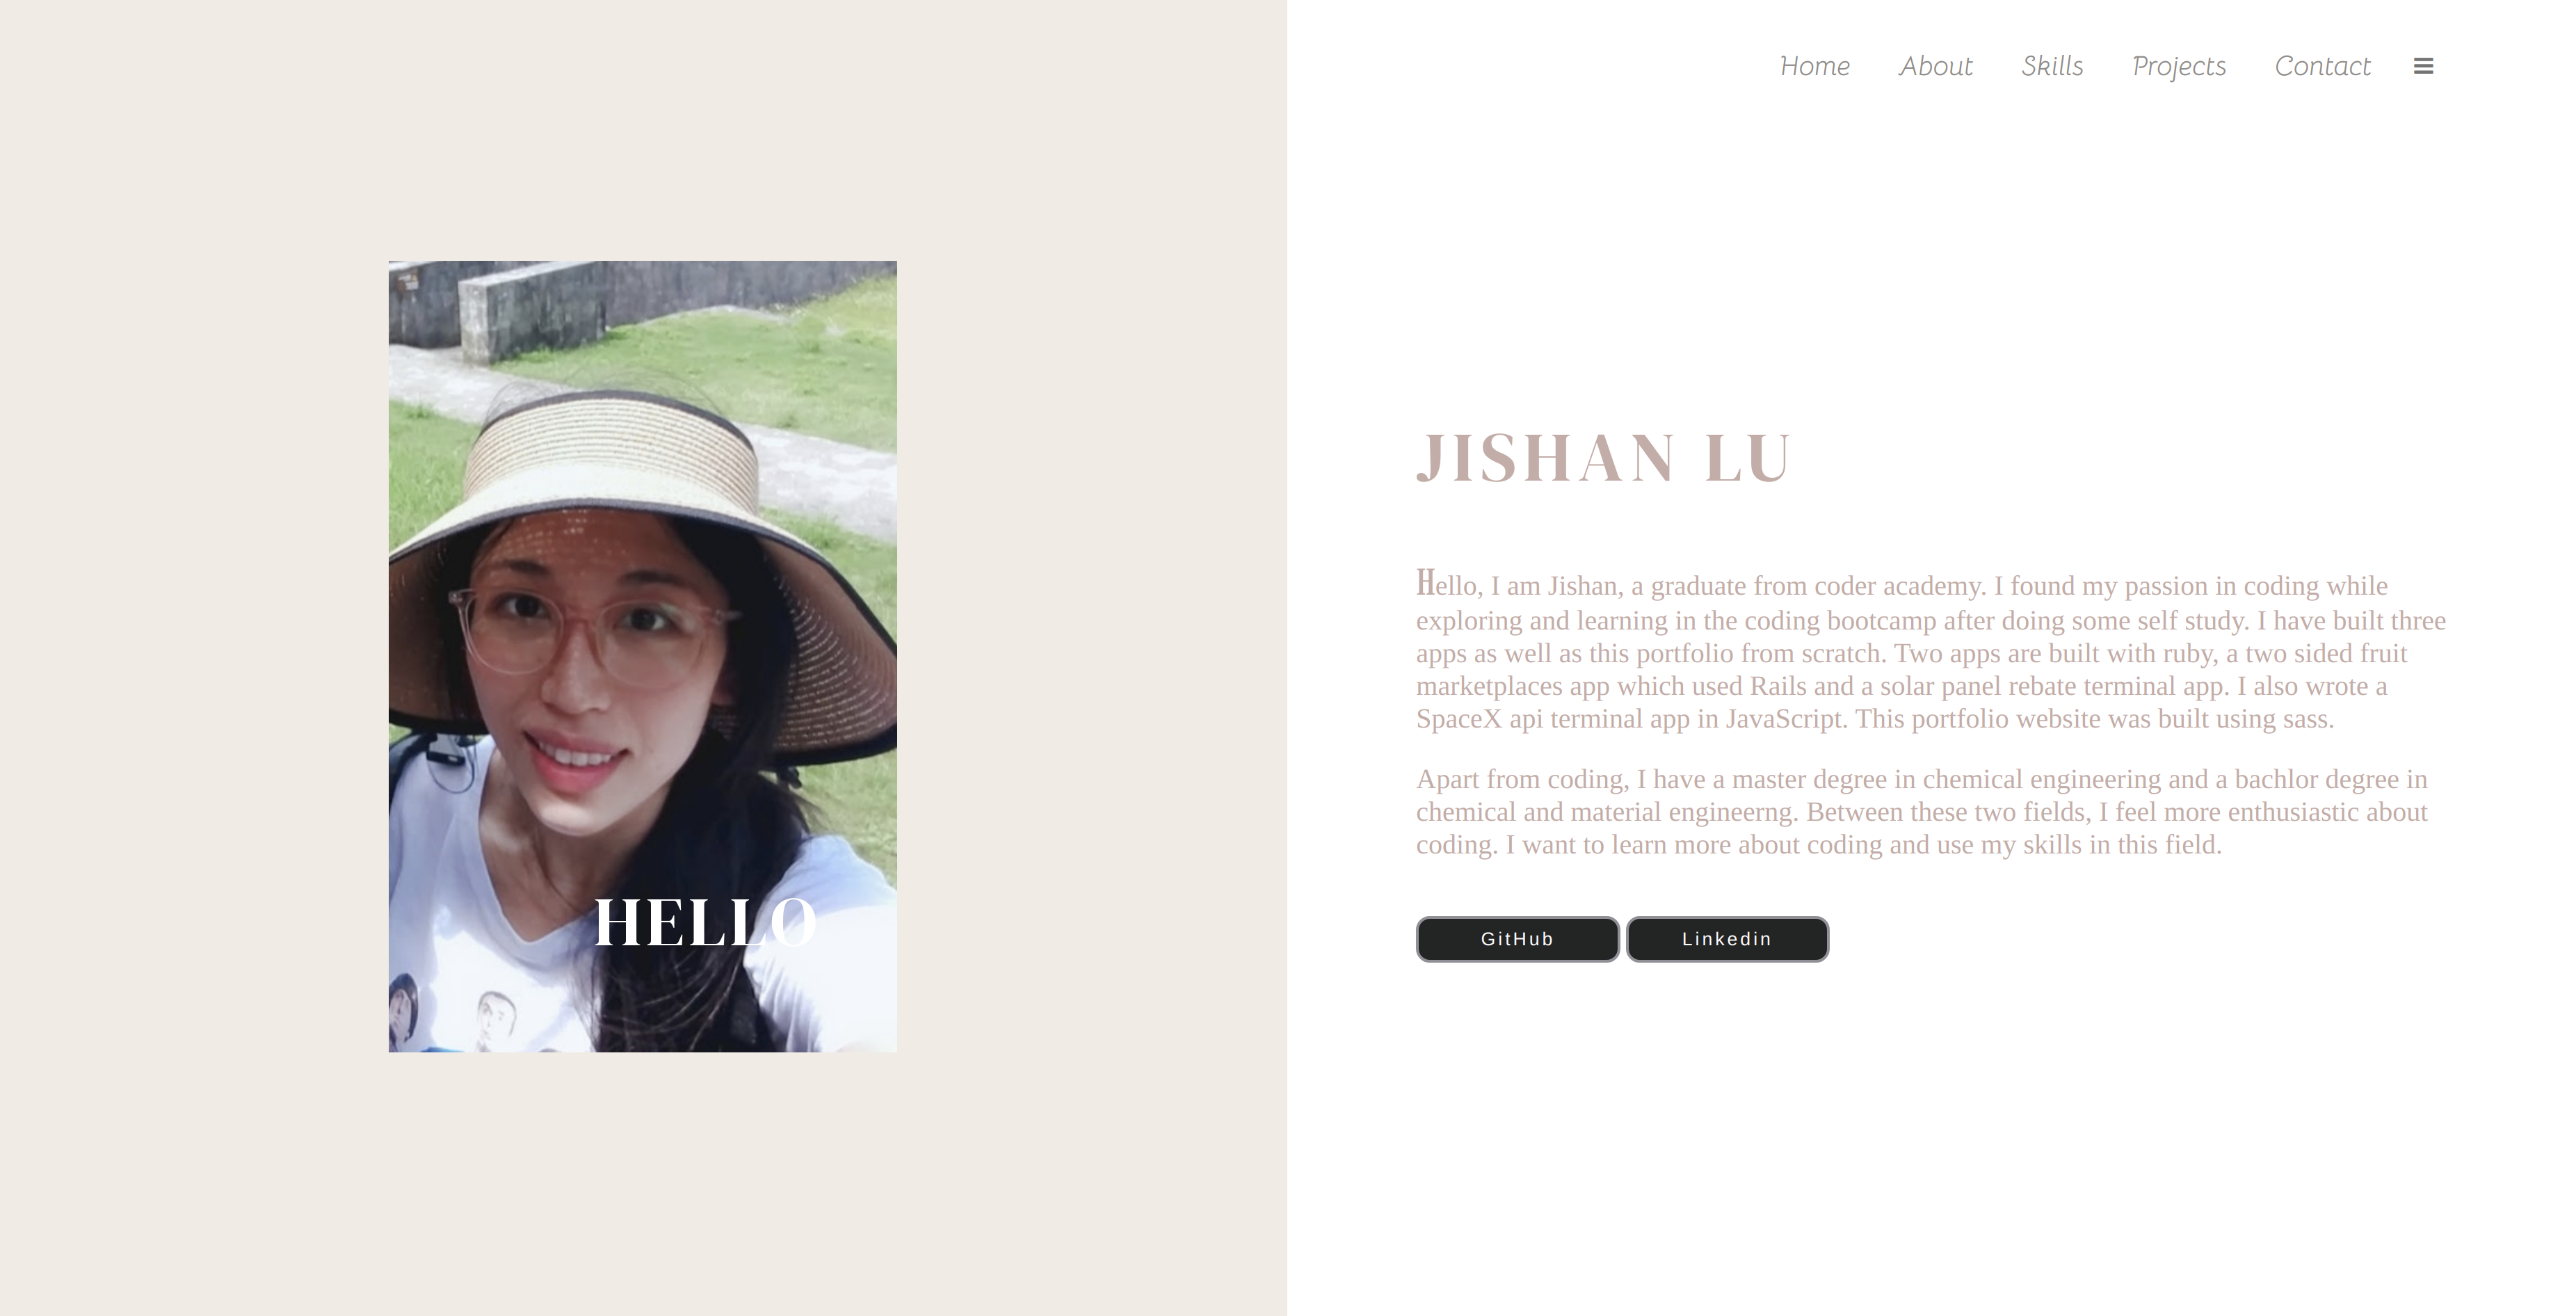 Home About Skills Projects Contact
JISHAN LU
Hello, I am Jishan, a graduate from coder academy. I found my passion in coding while
exploring and learning in the coding bootcamp after doing some self study. I have built three
apps as well as this portfolio from scratch. Two apps are built with ruby, a two sided fruit
marketplaces app which used Rails and a solar panel rebate terminal app. I also wrote a
SpaceX api terminal app in JavaScript. This portfolio website was built using sass.
Apart from coding, I have a master degree in chemical engineering and a bachlor degree in
chemical and material engineerng. Between these two fields, I feel more enthusiastic about
coding. I want to learn more about coding and use my skills in this field.
HELLO
GitHub Linkedin